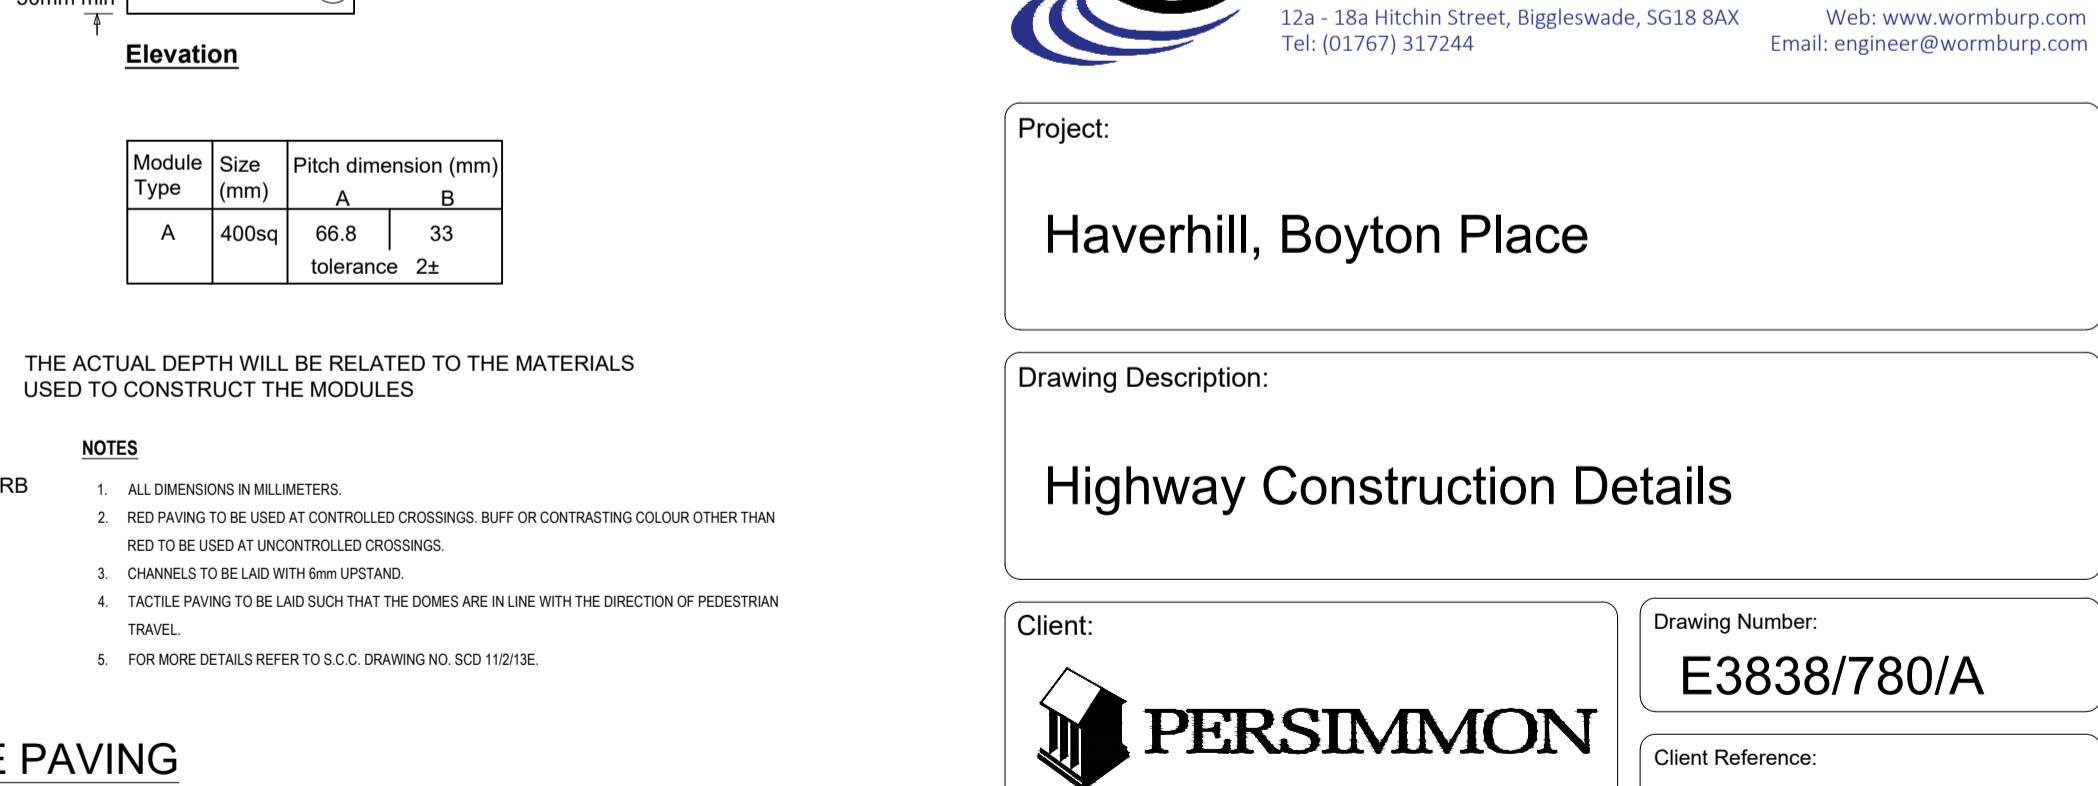 50mm min
Elevation
Module Type
Size (mm)
Pitch dimension (mm)
A B
A 400sq 66.8 33
tolerance 2±
THE ACTUAL DEPTH WILL BE RELATED TO THE MATERIALS
USED TO CONSTRUCT THE MODULES
NOTES
RB
1. ALL DIMENSIONS IN MILLIMETERS.
2. RED PAVING TO BE USED AT CONTROLLED CROSSINGS. BUFF OR CONTRASTING COLOUR OTHER THAN
RED TO BE USED AT UNCONTROLLED CROSSINGS.
3. CHANNELS TO BE LAID WITH 6mm UPSTAND.
4. TACTILE PAVING TO BE LAID SUCH THAT THE DOMES ARE IN LINE WITH THE DIRECTION OF PEDESTRIAN
TRAVEL.
5. FOR MORE DETAILS REFER TO S.C.C. DRAWING NO. SCD 11/2/13E.
E PAVING
12a - 18a Hitchin Street, Biggleswade, SG18 8AX
Web: www.wormburp.com
Tel: (01767) 317244
Email: engineer@wormburp.com
Project:
Haverhill, Boyton Place
Drawing Description:
Highway Construction Details
Client:
PERSIMMON
Drawing Number:
E3838/780/A
Client Reference: